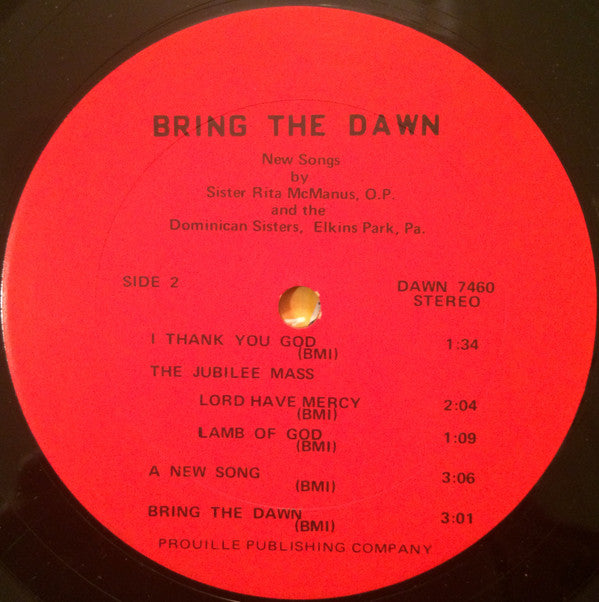 BRING THE DAWN
New Songs
by
Sister Rita McManus, O.P.
and the
Dominican Sisters, Elkins Park, Pa.
SIDE 2 DAWN 7460
STEREO
I THANK YOU GOD 1:34
(BMI)
THE JUBILEE MASS
LORD HAVE MERCY 2:04
(BMI)
LAMB OF GOD 1:09
(BMI)
A NEW SONG 3:06
(BMI)
BRING THE DAWN 3:01
(BMI)
PROUILLE PUBLISHING COMPANY